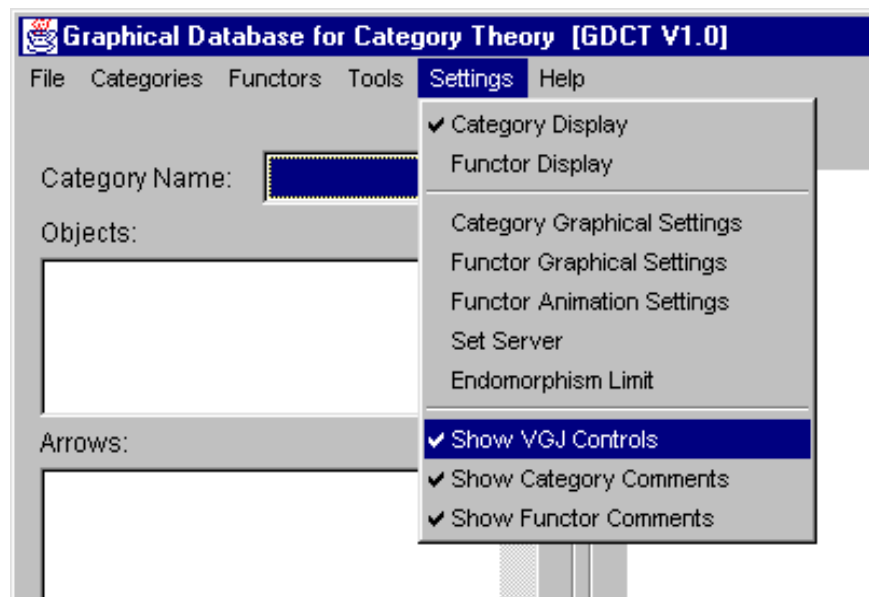 Graphical Database for Category Theory [GDCT V1.0]
File Categories Functors Tools Settings Help
Category Display
Functor Display
Category Graphical Settings
Functor Graphical Settings
Functor Animation Settings
Set Server
Endomorphism Limit
Show VGJ Controls
Show Category Comments
Show Functor Comments
Category Name:
Objects:
Arrows: